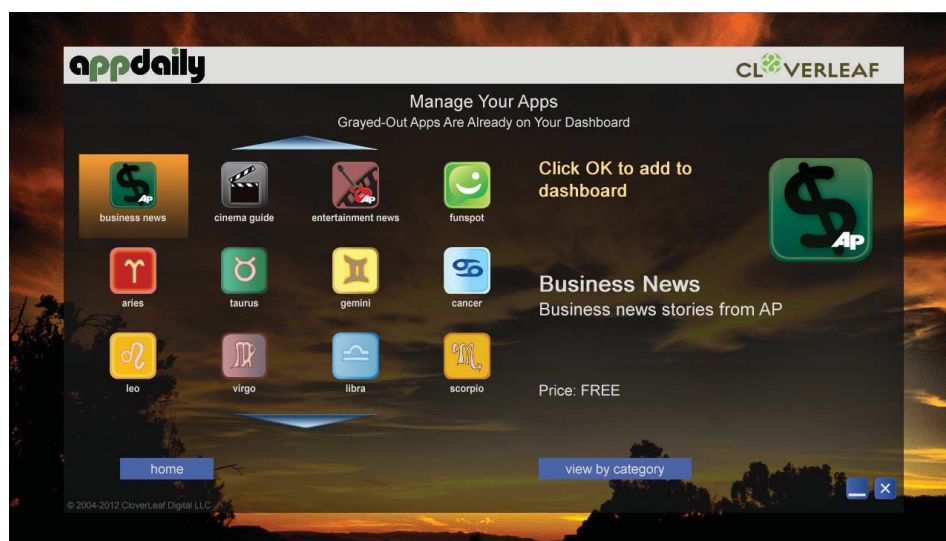 appdaily
CLOVERLEAF
Manage Your Apps
Grayed-Out Apps Are Already on Your Dashboard
AP
business news
cinema guide
AP
entertainment news
funspot
Click OK to add to
dashboard
AP
aries
taurus
gemini
cancer
Business News
Business news stories from AP
leo
virgo
libra
scorpio
Price: FREE
home
view by category
© 2004-2012 CloverLeaf Digital LLC